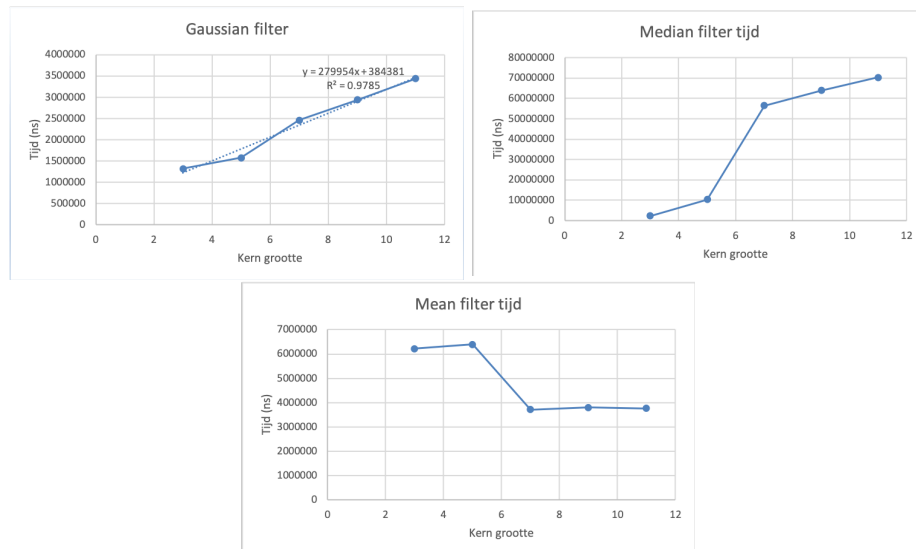 Gaussian filter
4000000
3500000
3000000
2500000
2000000
1500000
1000000
500000
0
Tijd (ns)
y = 279954x + 384381
R² = 0.9785
0 2 4 6 8 10 12
Kern grootte
Median filter tijd
80000000
70000000
60000000
50000000
40000000
30000000
20000000
10000000
0
Tijd (ns)
0 2 4 6 8 10 12
Kern grootte
Mean filter tijd
7000000
6000000
5000000
4000000
3000000
2000000
1000000
0
Tijd (ns)
0 2 4 6 8 10 12
Kern grootte